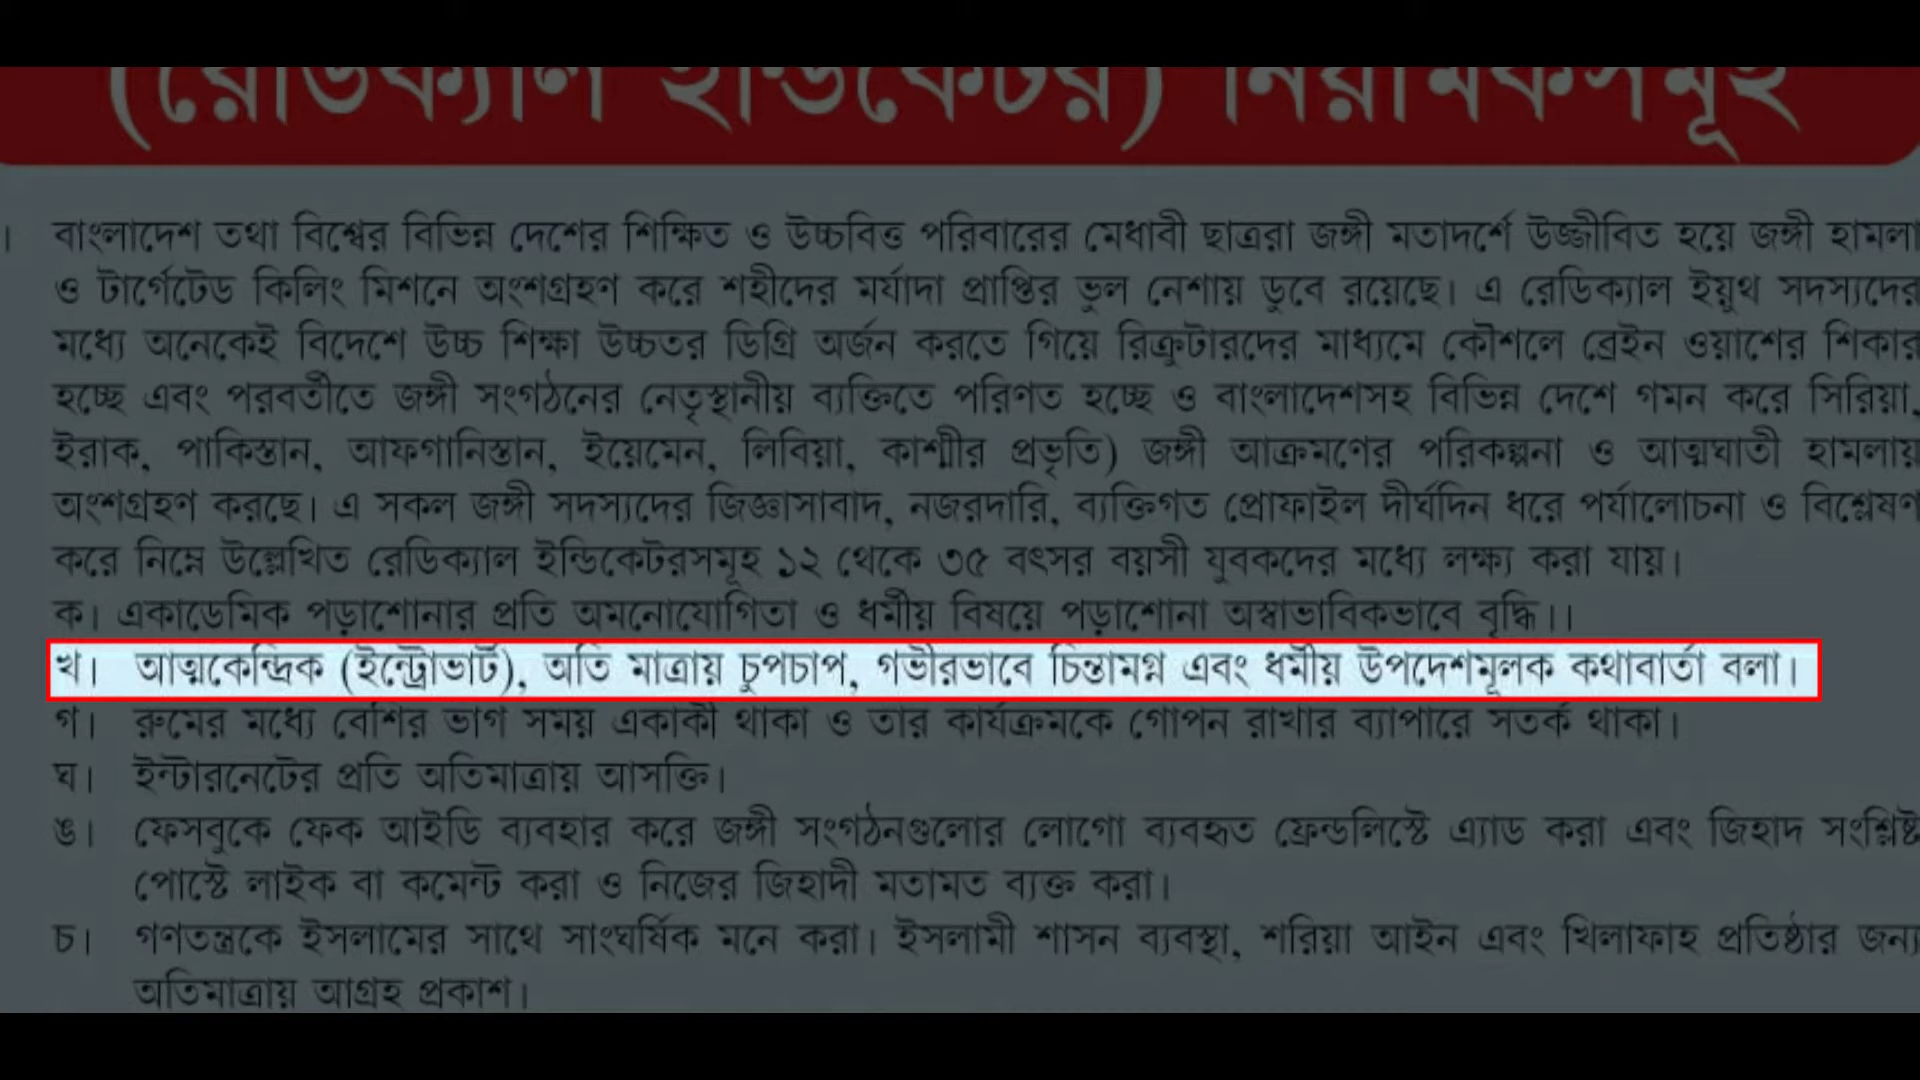 (রেডিক্যাল ইন্ডিকেটর) নিয়ামকসমূহ
। বাংলাদেশ তথা বিশ্বের বিভিন্ন দেশের শিক্ষিত ও উচ্চবিত্ত পরিবারের মেধাবী ছাত্ররা জঙ্গী মতাদর্শে উজ্জীবিত হয়ে জঙ্গী হামলা
ও টার্গেটেড কিলিং মিশনে অংশগ্রহণ করে শহীদের মর্যাদা প্রাপ্তির ভুল নেশায় ডুবে রয়েছে। এ রেডিক্যাল ইয়ুথ সদস্যদের
মধ্যে অনেকেই বিদেশে উচ্চ শিক্ষা উচ্চতর ডিগ্রি অর্জন করতে গিয়ে রিক্রুটারদের মাধ্যমে কৌশলে ব্রেইন ওয়াশের শিকার
হচ্ছে এবং পরবর্তীতে জঙ্গী সংগঠনের নেতৃস্থানীয় ব্যক্তিতে পরিণত হচ্ছে ও বাংলাদেশসহ বিভিন্ন দেশে গমন করে সিরিয়া,
ইরাক, পাকিস্তান, আফগানিস্তান, ইয়েমেন, লিবিয়া, কাশ্মীর প্রভৃতি) জঙ্গী আক্রমণের পরিকল্পনা ও আত্মঘাতী হামলায়
অংশগ্রহণ করছে। এ সকল জঙ্গী সদস্যদের জিজ্ঞাসাবাদ, নজরদারি, ব্যক্তিগত প্রোফাইল দীর্ঘদিন ধরে পর্যালোচনা ও বিশ্লেষণ
করে নিম্নে উল্লেখিত রেডিক্যাল ইন্ডিকেটরসমূহ ১২ থেকে ৩৫ বৎসর বয়সী যুবকদের মধ্যে লক্ষ্য করা যায়।
ক। একাডেমিক পড়াশোনার প্রতি অমনোযোগিতা ও ধর্মীয় বিষয়ে পড়াশোনা অস্বাভাবিকভাবে বৃদ্ধি।।
খ। আত্মকেন্দ্রিক (ইন্ট্রোভার্ট), অতি মাত্রায় চুপচাপ, গভীরভাবে চিন্তামগ্ন এবং ধর্মীয় উপদেশমূলক কথাবার্তা বলা।
গ। রুমের মধ্যে বেশির ভাগ সময় একাকী থাকা ও তার কার্যক্রমকে গোপন রাখার ব্যাপারে সতর্ক থাকা।
ঘ। ইন্টারনেটের প্রতি অতিমাত্রায় আসক্তি।
ঙ। ফেসবুকে ফেক আইডি ব্যবহার করে জঙ্গী সংগঠনগুলোর লোগো ব্যবহৃত ফ্রেন্ডলিস্টে এ্যাড করা এবং জিহাদ সংশ্লিষ্ট
পোস্টে লাইক বা কমেন্ট করা ও নিজের জিহাদী মতামত ব্যক্ত করা।
চ। গণতন্ত্রকে ইসলামের সাথে সাংঘর্ষিক মনে করা। ইসলামী শাসন ব্যবস্থা, শরিয়া আইন এবং খিলাফাহ প্রতিষ্ঠার জন্য
অতিমাত্রায় আগ্রহ প্রকাশ।